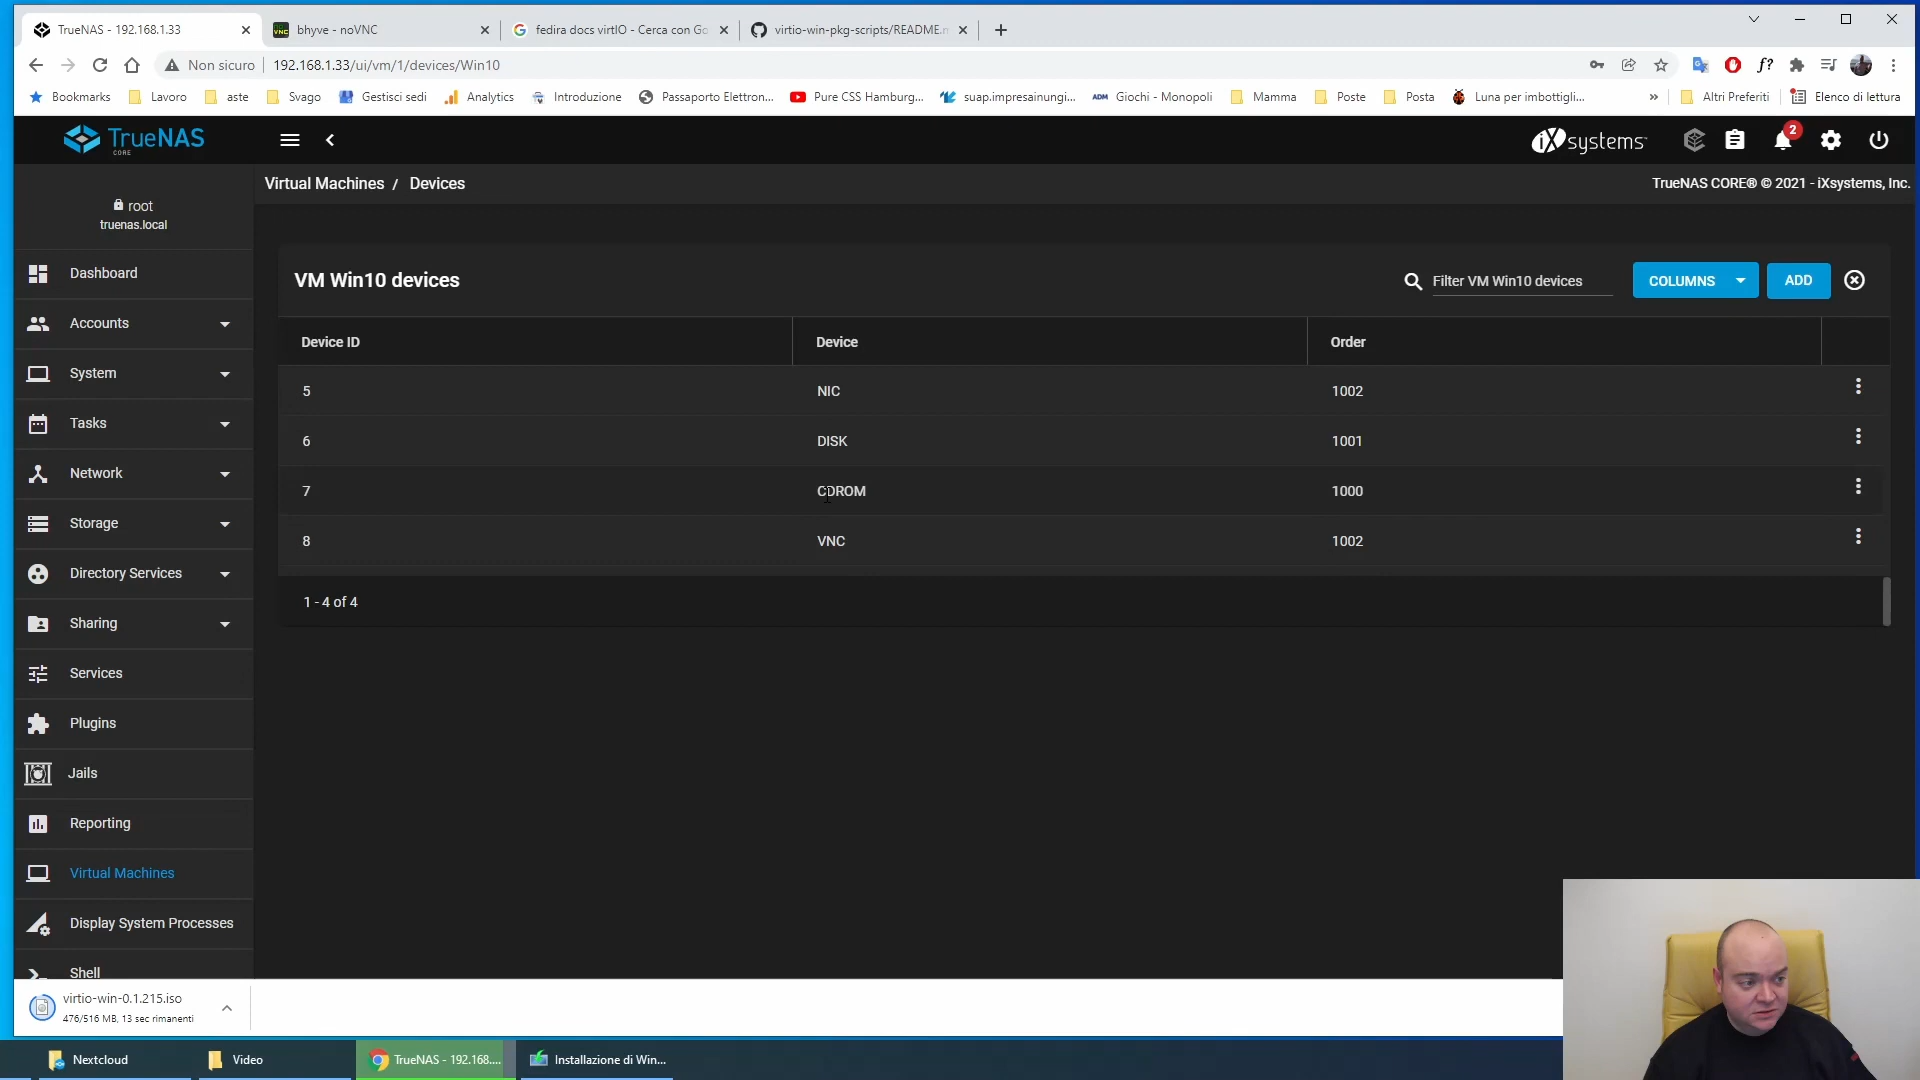 TrueNAS - 192.168.1.33
bhyve - noVNC
fedira docs virtIO - Cerca con Go
virtio-win-pkg-scripts/README.m
Non sicuro
192.168.1.33/ui/vm/1/devices/Win10
Bookmarks
Lavoro
aste
Svago
Gestisci sedi
Analytics
Introduzione
Passaporto Elettron...
Pure CSS Hamburg...
suap.impresainungi...
ADM
Giochi - Monopoli
Mamma
Poste
Posta
Luna per imbottigli...
»
Altri Preferiti
Elenco di lettura
TrueNAS
CORE
iXsystems
2
root
truenas.local
Virtual Machines / Devices
TrueNAS CORE® © 2021 - iXsystems, Inc.
Dashboard
Accounts
System
Tasks
Network
Storage
Directory Services
Sharing
Services
Plugins
Jails
Reporting
Virtual Machines
Display System Processes
Shell
VM Win10 devices
Filter VM Win10 devices
COLUMNS
ADD
Device ID Device Order
5 NIC 1002
6 DISK 1001
7 CDROM 1000
8 VNC 1002
1 - 4 of 4
virtio-win-0.1.215.iso
476/516 MB, 13 sec rimanenti
Nextcloud
Video
TrueNAS - 192.168....
Installazione di Win...